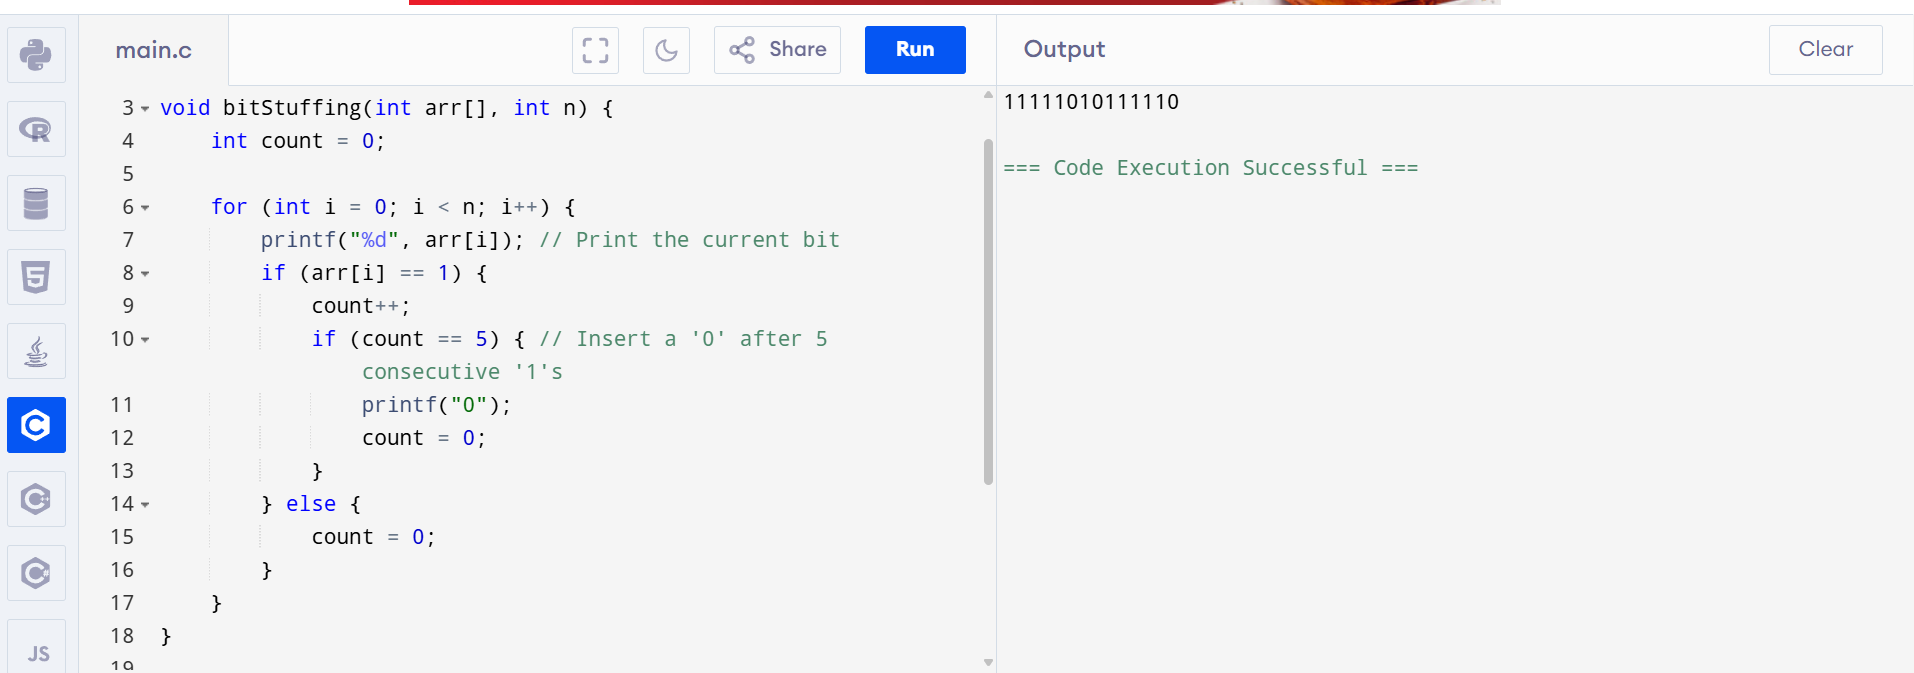 main.c
Share
Run
Output
Clear
3 void bitStuffing(int arr[], int n) {
4 int count = 0;
5
6 for (int i = 0; i < n; i++) {
7 printf("%d", arr[i]); // Print the current bit
8 if (arr[i] == 1) {
9 count++;
10 if (count == 5) { // Insert a '0' after 5
consecutive '1's
11 printf("0");
12 count = 0;
13 }
14 } else {
15 count = 0;
16 }
17 }
18 }
19
11111010111110
=== Code Execution Successful ===
R
5
C
C++
C#
JS